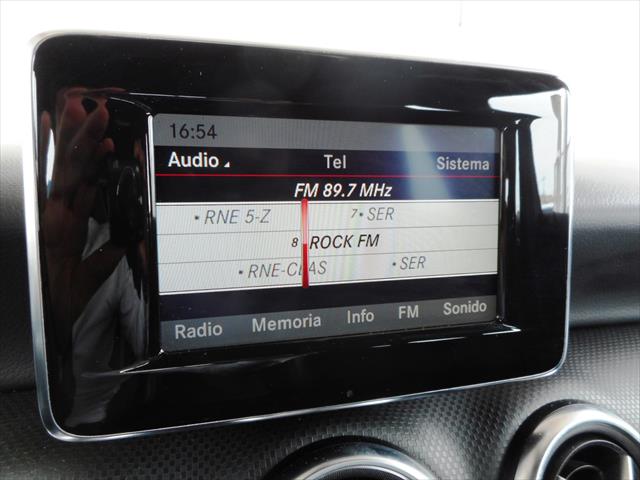 16:54
Audio Tel Sistema
FM 89.7 MHz
* RNE 5-Z 7* SER
8 ROCK FM
* RNE-CLAS * SER
Radio Memoria Info FM Sonido